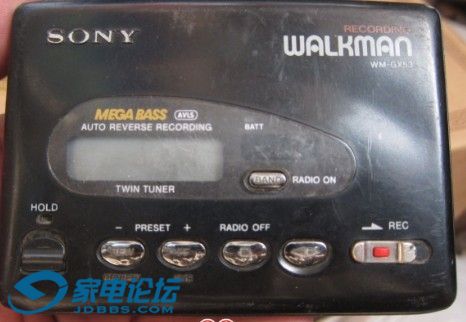 SONY
RECORDING
WALKMAN
WM-GX53
MEGA BASS AVLS
AUTO REVERSE RECORDING
BATT
BAND RADIO ON
TWIN TUNER
HOLD
− PRESET +
RADIO OFF
REC
家电论坛
JDBBS.COM